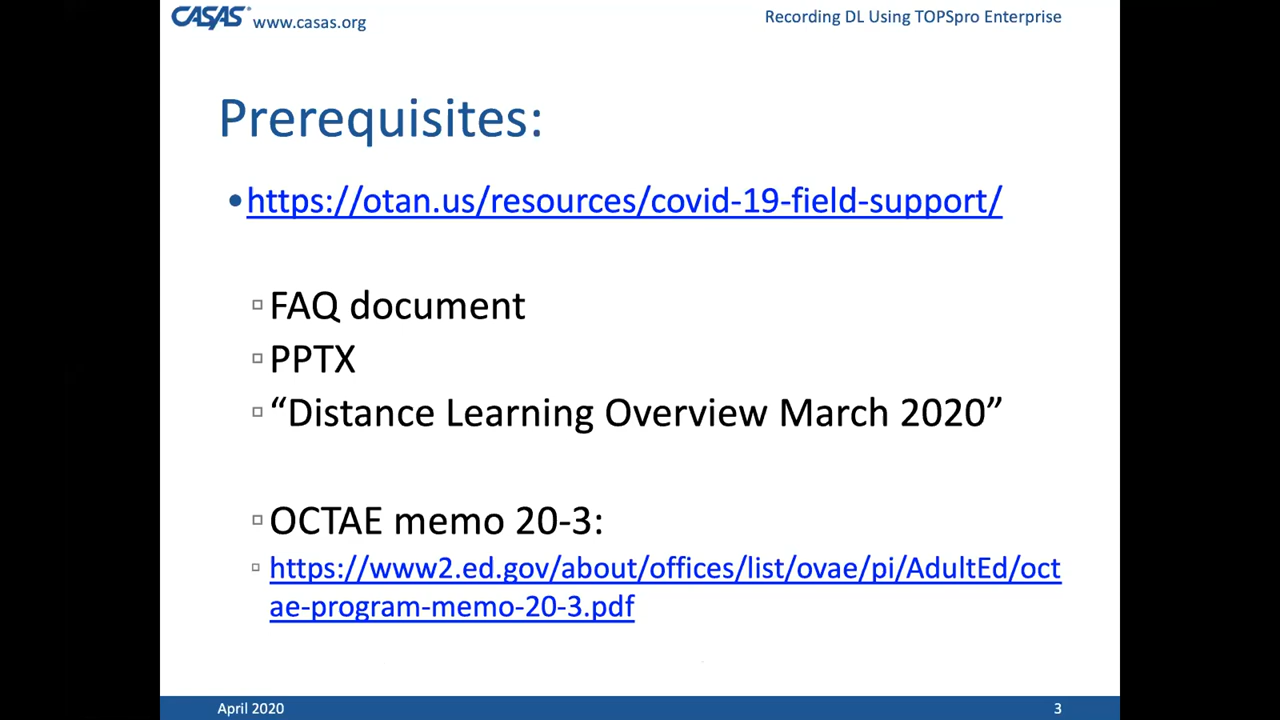 CASAS www.casas.org
Recording DL Using TOPSpro Enterprise
Prerequisites:
•https://otan.us/resources/covid-19-field-support/
▫FAQ document
▫PPTX
▫“Distance Learning Overview March 2020”
▫OCTAE memo 20-3:
▫https://www2.ed.gov/about/offices/list/ovae/pi/AdultEd/oct
ae-program-memo-20-3.pdf
April 2020
3